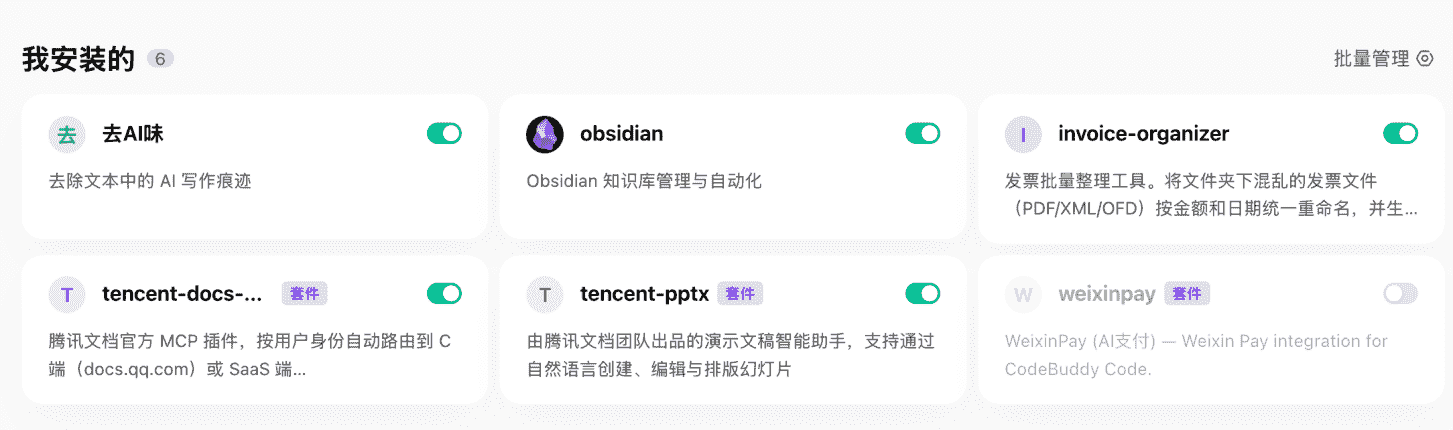 我安装的 6
批量管理
去 去AI味
去除文本中的 AI 写作痕迹
obsidian
Obsidian 知识库管理与自动化
I invoice-organizer
发票批量整理工具。将文件夹下混乱的发票文件
（PDF/XML/OFD）按金额和日期统一重命名，并生...
T tencent-docs-... 套件
腾讯文档官方 MCP 插件，按用户身份自动路由到 C
端（docs.qq.com）或 SaaS 端...
T tencent-pptx 套件
由腾讯文档团队出品的演示文稿智能助手，支持通过
自然语言创建、编辑与排版幻灯片
W weixinpay 套件
WeixinPay (AI支付) — Weixin Pay integration for
CodeBuddy Code.